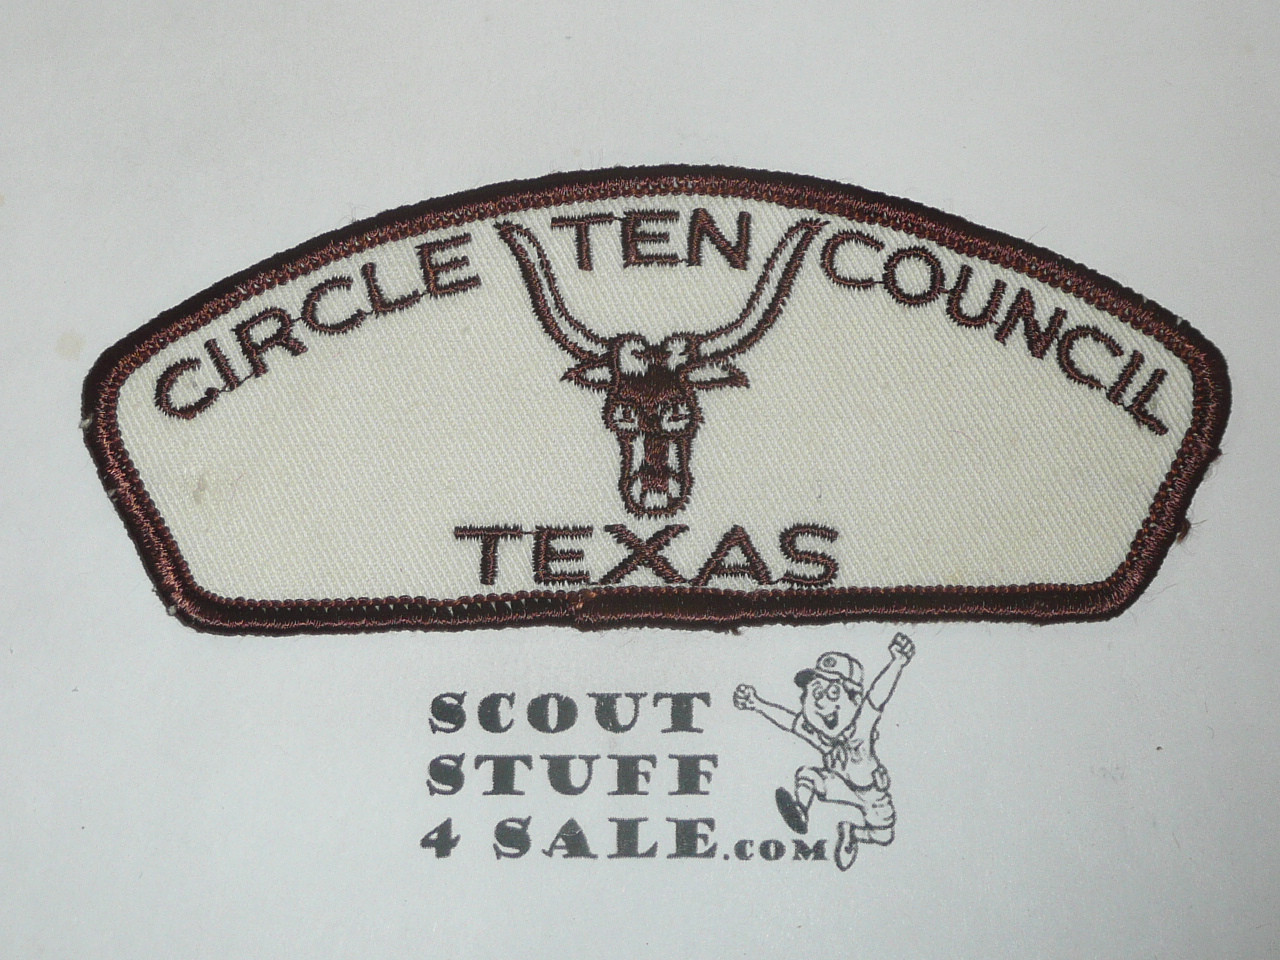 CIRCLE TEN COUNCIL
TEXAS
SCOUT
STUFF
4 SALE.COM